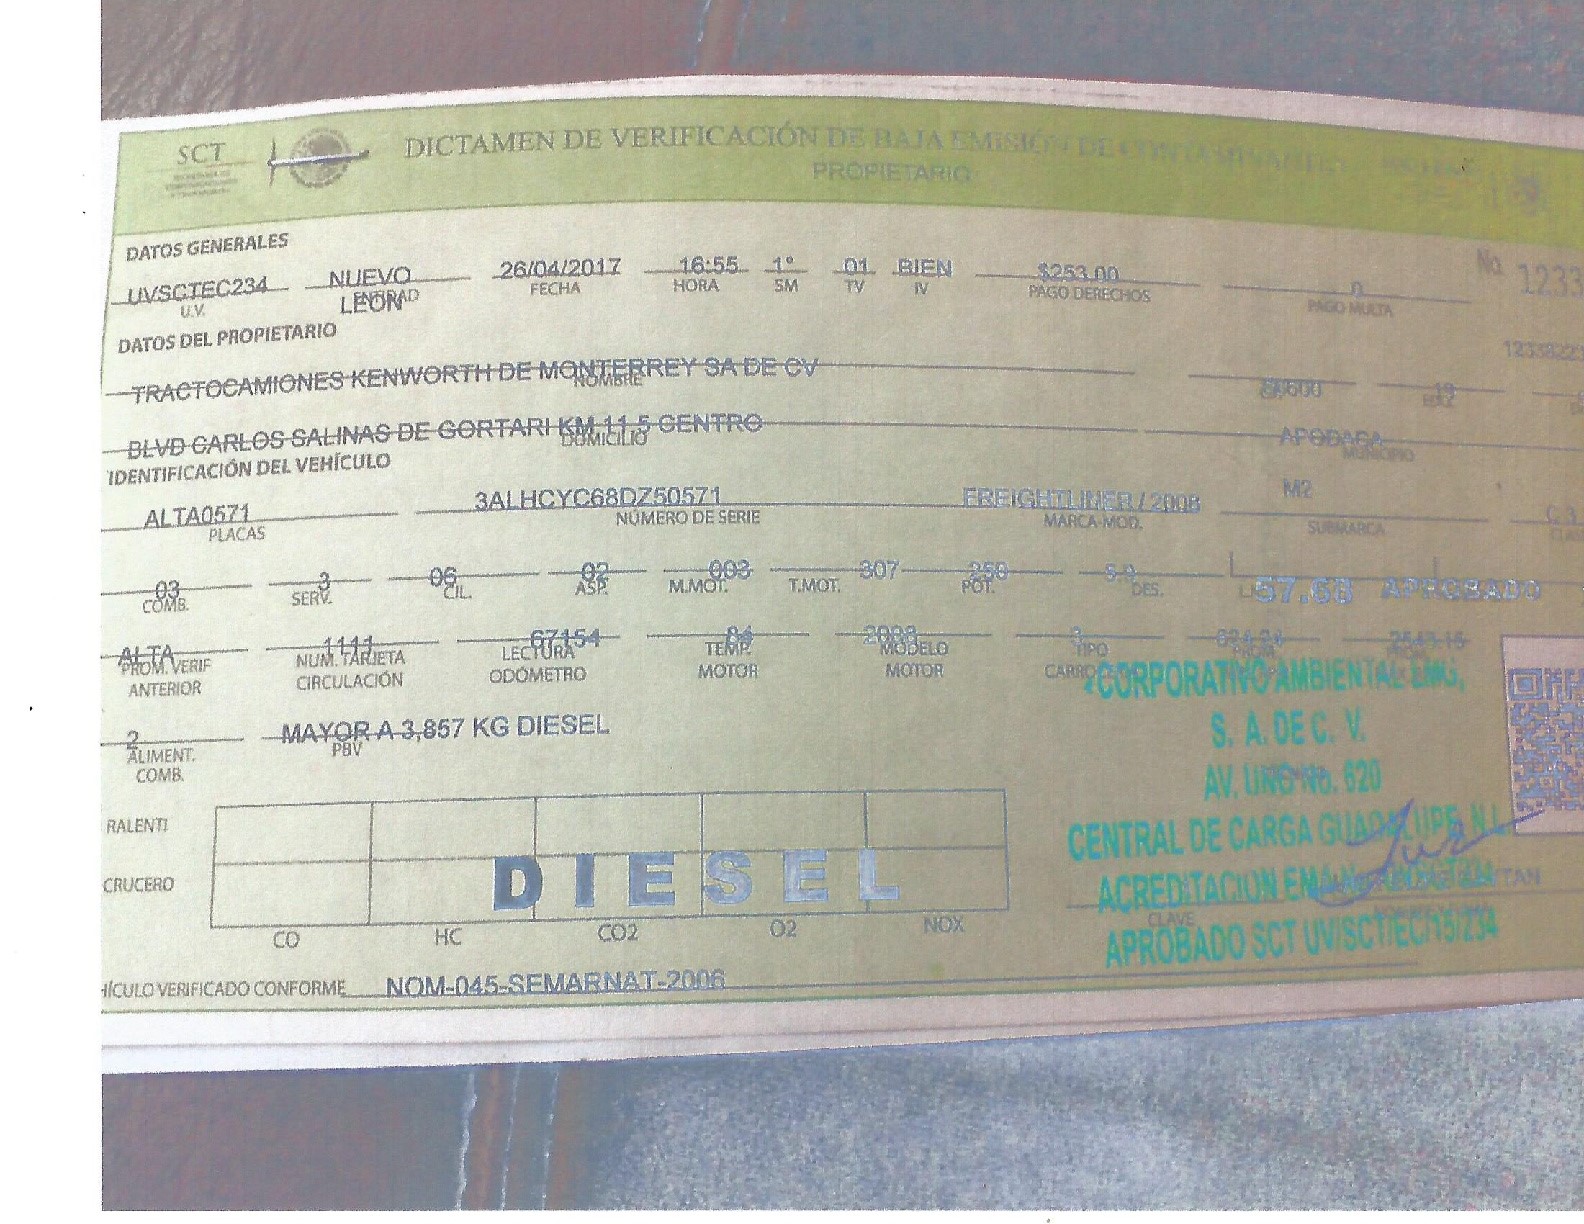 SCT
DICTAMEN DE VERIFICACIÓN DE BAJA EMISIÓN DE CONTAMINANTES
PROPIETARIO
DATOS GENERALES
UVSCTEC234 NUEVO LEON 26/04/2017 16:55 1° 01 BIEN $253.00 0
U.V. ENTIDAD FECHA HORA SM TV IV PAGO DERECHOS PAGO MULTA
No. 1233
DATOS DEL PROPIETARIO
TRACTOCAMIONES KENWORTH DE MONTERREY SA DE CV 19
NOMBRE EDO.
BLVD CARLOS SALINAS DE GORTARI KM 11.5 CENTRO APODACA
DOMICILIO MUNICIPIO
IDENTIFICACIÓN DEL VEHÍCULO
ALTA0571 3ALHCYC68DZ50571 FREIGHTLINER / 2008 M2
PLACAS NÚMERO DE SERIE MARCA-MOD. SUBMARCA
03 3 06 02 003 307 250 57.68 APROBADO
COMB. SERV. CIL. ASP. M.MOT. T.MOT. POT. DES.
ALTA 1111 67154 84 2008 3
PROM. VERIF ANTERIOR NUM. TARJETA CIRCULACIÓN LECTURA ODÓMETRO TEMP. MOTOR MODELO MOTOR TIPO
2 MAYOR A 3,857 KG DIESEL
ALIMENT. COMB. PBV
RALENTI
CRUCERO
DIESEL
CO HC CO2 O2 NOX
CORPORATIVO AMBIENTAL EMG,
S. A. DE C. V.
AV. UNO No. 620
CENTRAL DE CARGA GUADALUPE, N.L.
ACREDITACION
CLAVE
APROBADO SCT UV/SCT/EC/15/234
HÍCULO VERIFICADO CONFORME NOM-045-SEMARNAT-2006